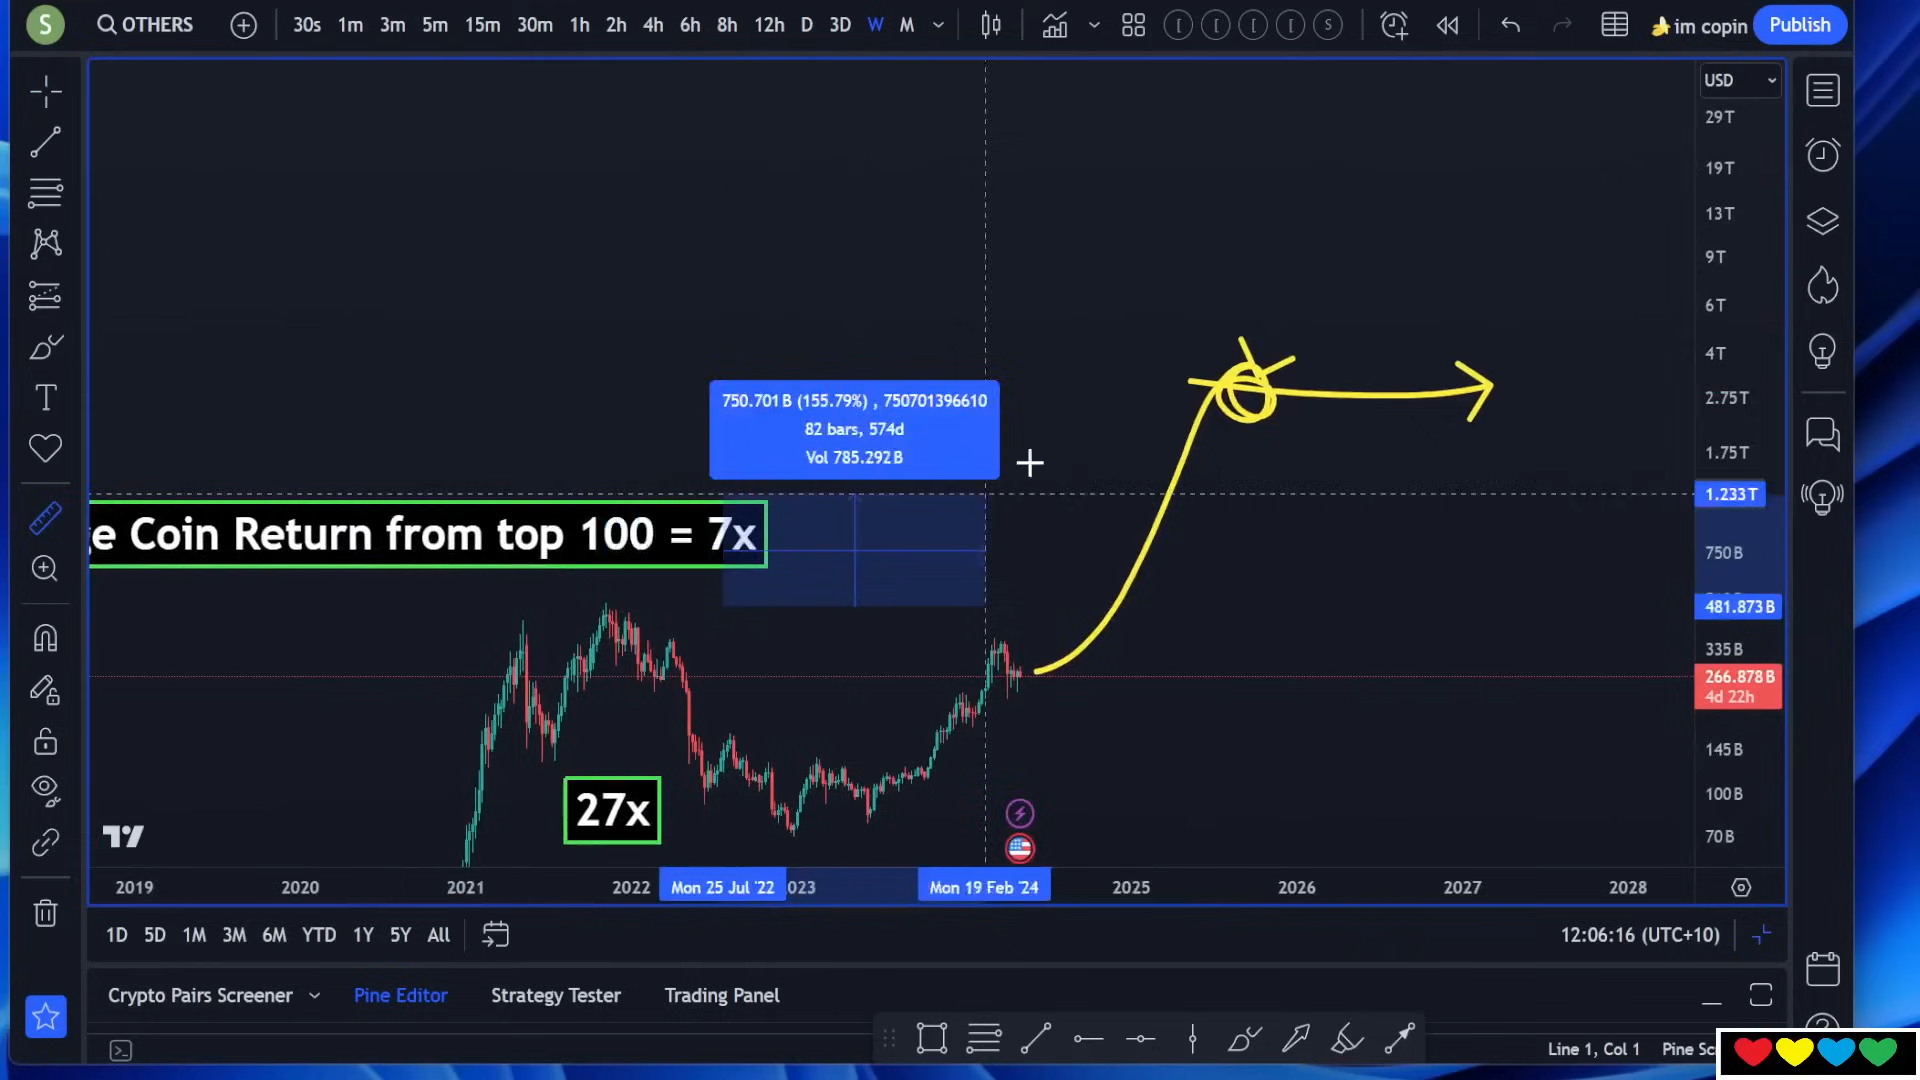 S
OTHERS
30s 1m 3m 5m 15m 30m 1h 2h 4h 6h 8h 12h D 3D W M
S
im copin
Publish
USD
29T
19T
13T
9T
6T
4T
2.75T
1.75T
1.233T
750B
481.873B
335B
266.878B
4d 22h
145B
100B
70B
750.701B (155.79%) , 750701396610
82 bars, 574d
Vol 785.292B
e Coin Return from top 100 = 7x
27x
2019 2020 2021 2022 Mon 25 Jul '22 023 Mon 19 Feb '24 2025 2026 2027 2028
1D 5D 1M 3M 6M YTD 1Y 5Y All
12:06:16 (UTC+10)
Crypto Pairs Screener Pine Editor Strategy Tester Trading Panel
Line 1, Col 1 Pine Sc